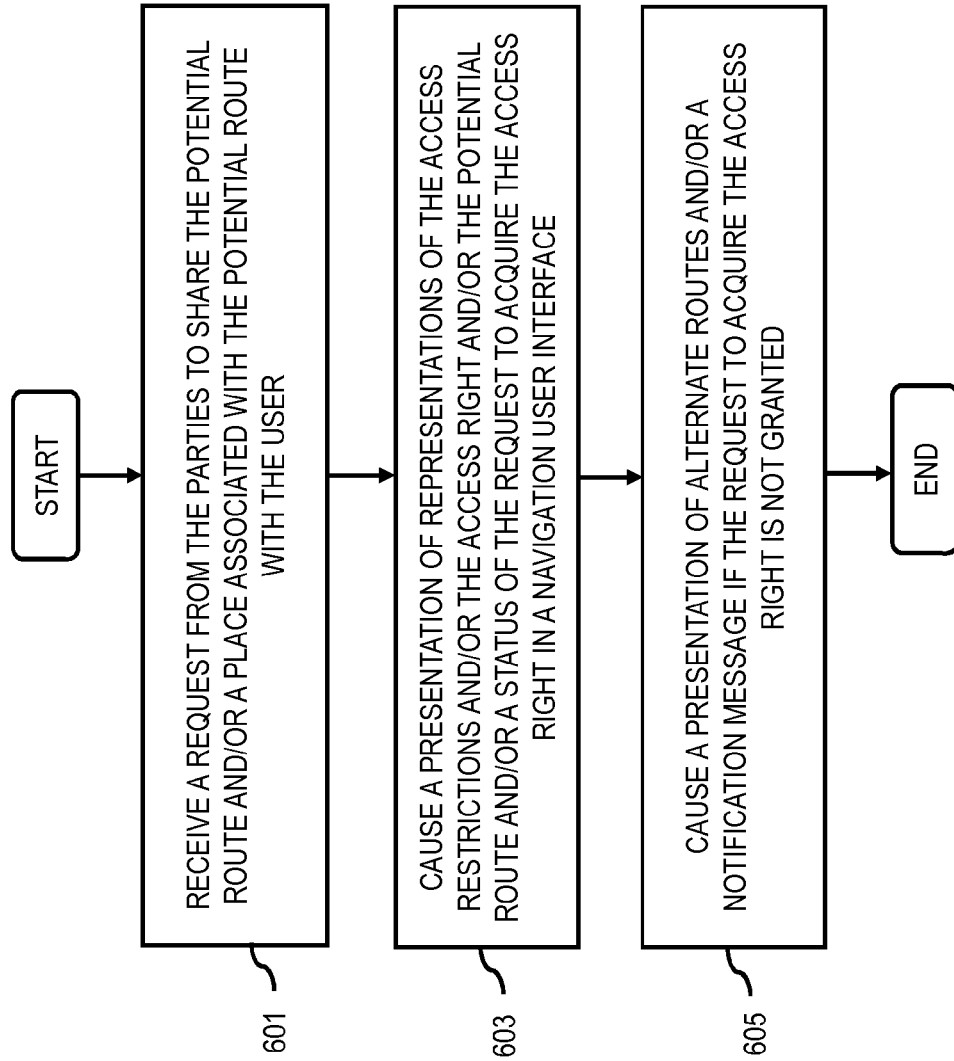 START
RECEIVE A REQUEST FROM THE PARTIES TO SHARE THE POTENTIAL
ROUTE AND/OR A PLACE ASSOCIATED WITH THE POTENTIAL ROUTE
WITH THE USER
601
CAUSE A PRESENTATION OF REPRESENTATIONS OF THE ACCESS
RESTRICTIONS AND/OR THE ACCESS RIGHT AND/OR THE POTENTIAL
ROUTE AND/OR A STATUS OF THE REQUEST TO ACQUIRE THE ACCESS
RIGHT IN A NAVIGATION USER INTERFACE
603
CAUSE A PRESENTATION OF ALTERNATE ROUTES AND/OR A
NOTIFICATION MESSAGE IF THE REQUEST TO ACQUIRE THE ACCESS
RIGHT IS NOT GRANTED
605
END